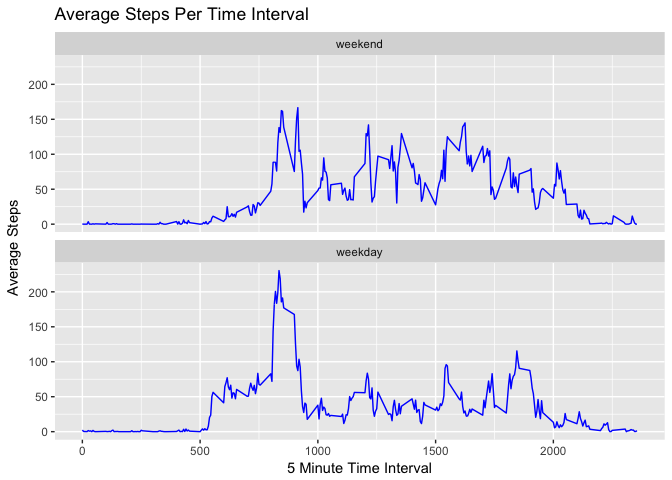 Average Steps Per Time Interval
weekend
200
150
100
50
0
weekday
200
150
100
50
0
Average Steps
0 500 1000 1500 2000
5 Minute Time Interval